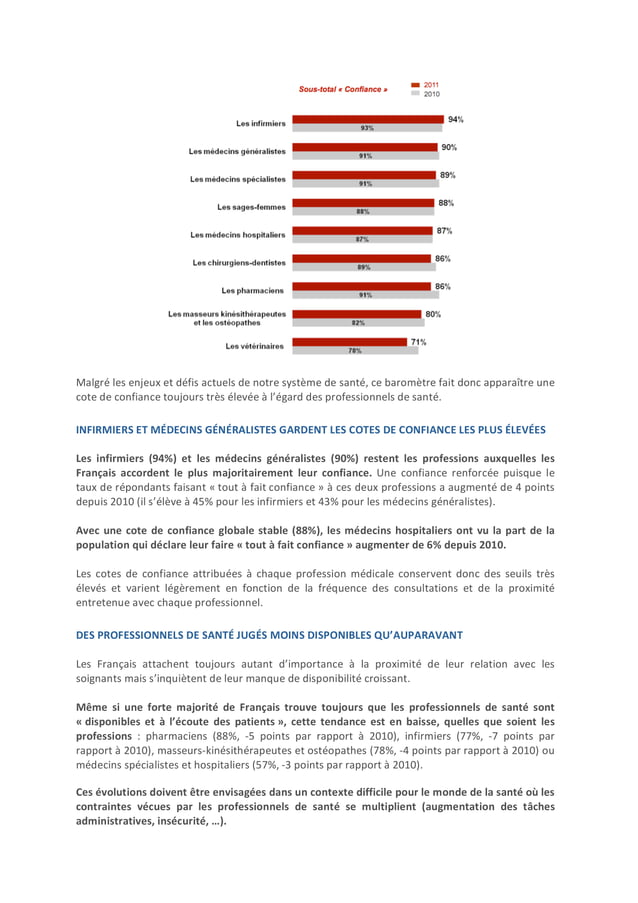 Sous-total « Confiance »
2011
2010
Les infirmiers
94%
93%
Les médecins généralistes
90%
91%
Les médecins spécialistes
89%
91%
Les sages-femmes
88%
88%
Les médecins hospitaliers
87%
87%
Les chirurgiens-dentistes
86%
89%
Les pharmaciens
86%
91%
Les masseurs kinésithérapeutes
et les ostéopathes
80%
82%
Les vétérinaires
71%
78%
Malgré les enjeux et défis actuels de notre système de santé, ce baromètre fait donc apparaître une
cote de confiance toujours très élevée à l’égard des professionnels de santé.
INFIRMIERS ET MÉDECINS GÉNÉRALISTES GARDENT LES COTES DE CONFIANCE LES PLUS ÉLEVÉES
Les infirmiers (94%) et les médecins généralistes (90%) restent les professions auxquelles les
Français accordent le plus majoritairement leur confiance. Une confiance renforcée puisque le
taux de répondants faisant « tout à fait confiance » à ces deux professions a augmenté de 4 points
depuis 2010 (il s’élève à 45% pour les infirmiers et 43% pour les médecins généralistes).
Avec une cote de confiance globale stable (88%), les médecins hospitaliers ont vu la part de la
population qui déclare leur faire « tout à fait confiance » augmenter de 6% depuis 2010.
Les cotes de confiance attribuées à chaque profession médicale conservent donc des seuils très
élevés et varient légèrement en fonction de la fréquence des consultations et de la proximité
entretenue avec chaque professionnel.
DES PROFESSIONNELS DE SANTÉ JUGÉS MOINS DISPONIBLES QU’AUPARAVANT
Les Français attachent toujours autant d’importance à la proximité de leur relation avec les
soignants mais s’inquiètent de leur manque de disponibilité croissant.
Même si une forte majorité de Français trouve toujours que les professionnels de santé sont
« disponibles et à l’écoute des patients », cette tendance est en baisse, quelles que soient les
professions : pharmaciens (88%, -5 points par rapport à 2010), infirmiers (77%, -7 points par
rapport à 2010), masseurs-kinésithérapeutes et ostéopathes (78%, -4 points par rapport à 2010) ou
médecins spécialistes et hospitaliers (57%, -3 points par rapport à 2010).
Ces évolutions doivent être envisagées dans un contexte difficile pour le monde de la santé où les
contraintes vécues par les professionnels de santé se multiplient (augmentation des tâches
administratives, insécurité, …).